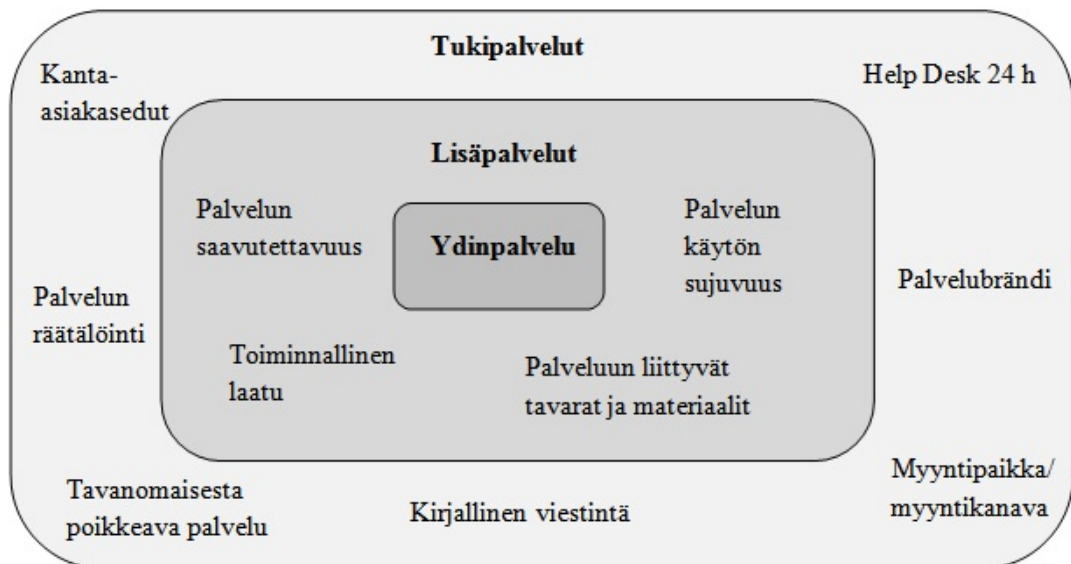 Tukipalvelut
Kanta-
asiakasedut
Help Desk 24 h
Lisäpalvelut
Palvelun
saavutettavuus
Ydinpalvelu
Palvelun
käytön
sujuvuus
Palvelun
räätälöinti
Palvelubrändi
Toiminnallinen
laatu
Palveluun liittyvät
tavarat ja materiaalit
Tavanomaisesta
poikkeava palvelu
Kirjallinen viestintä
Myyntipaikka/
myyntikanava